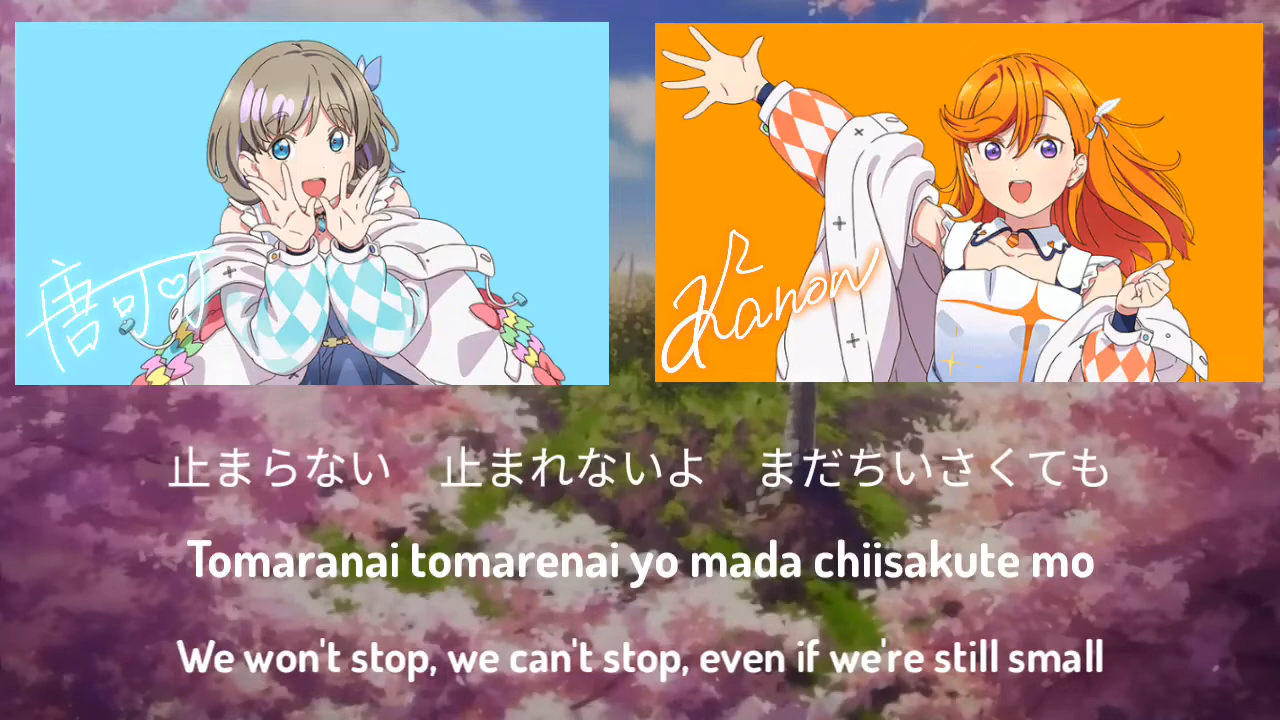 唐可可
Kanon
止まらない　止まれないよ　まだちいさくても
Tomaranai tomarenai yo mada chiisakute mo
We won't stop, we can't stop, even if we're still small